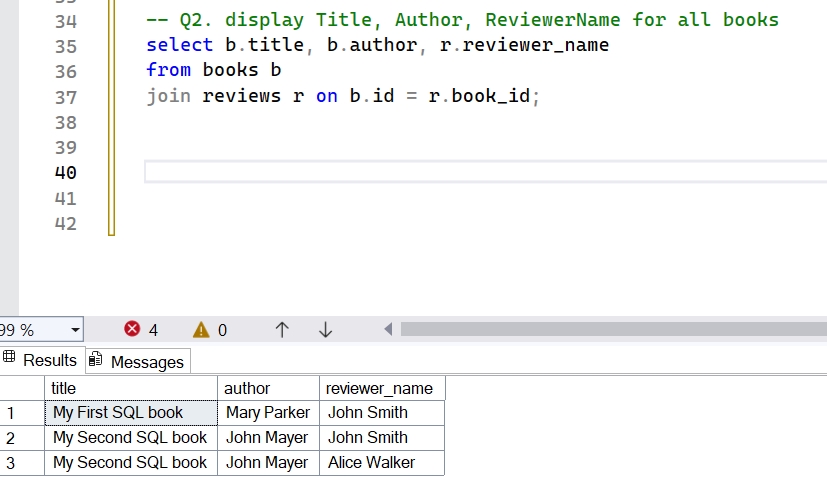 34 -- Q2. display Title, Author, ReviewerName for all books
35 select b.title, b.author, r.reviewer_name
36 from books b
37 join reviews r on b.id = r.book_id;
38
39
40
41
42
99 % 4 0
Results Messages
title author reviewer_name
1 My First SQL book Mary Parker John Smith
2 My Second SQL book John Mayer John Smith
3 My Second SQL book John Mayer Alice Walker